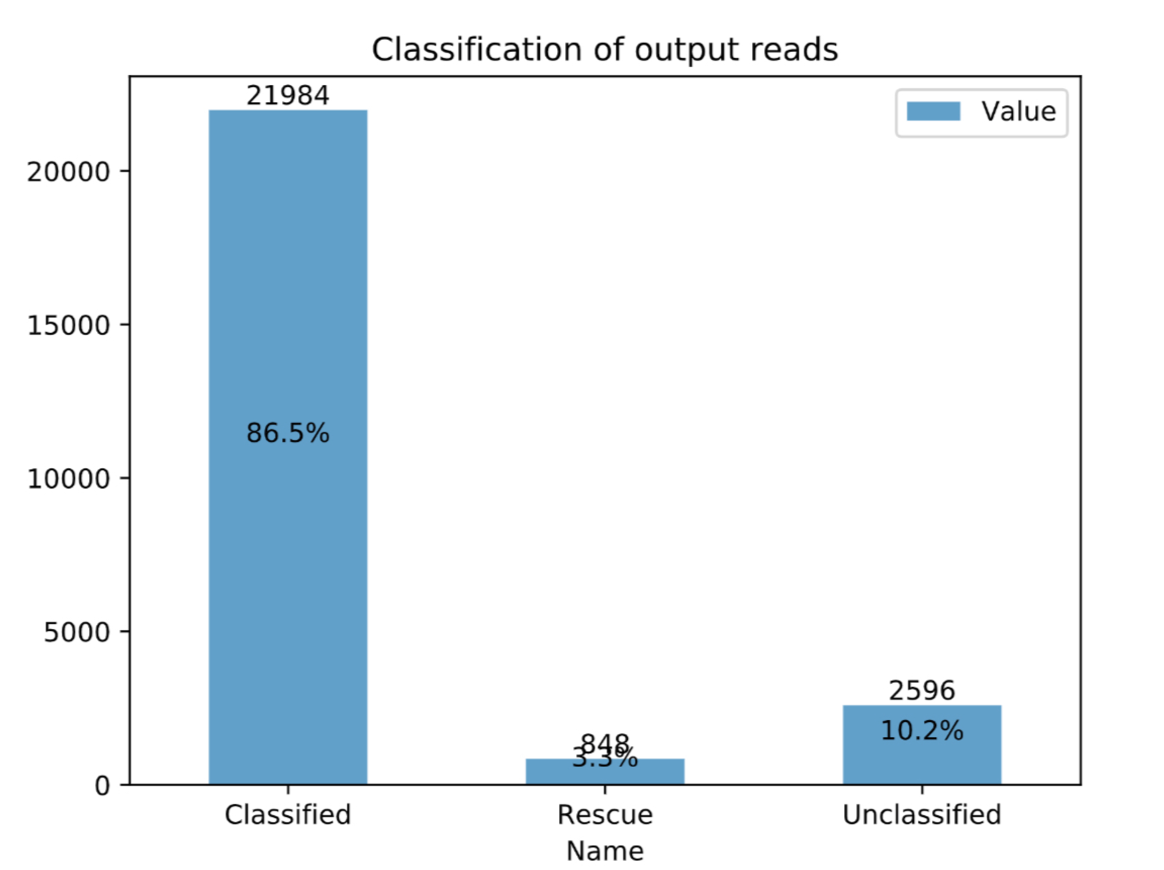 Classification of output reads
21984
Value
20000
15000
86.5%
10000
5000
2596
10.2%
848
3.3%
0
Classified
Rescue
Unclassified
Name